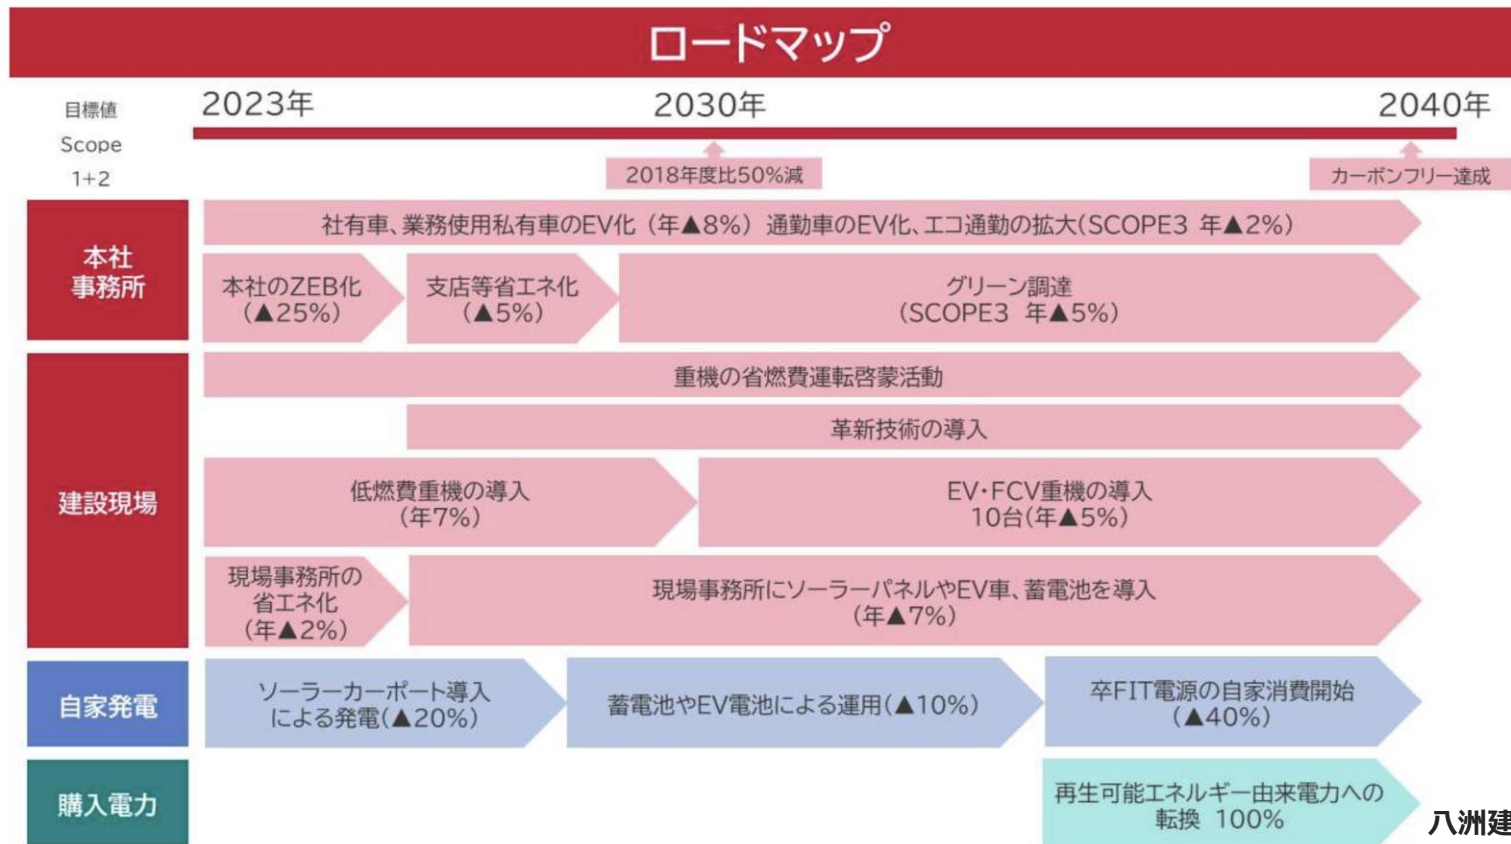 ロードマップ
目標値
Scope
1+2
2023年
2030年
2040年
2018年度比50%減
カーボンフリー達成
本社
事務所
社有車、業務使用私有車のEV化（年▲8%）通勤車のEV化、エコ通勤の拡大(SCOPE3 年▲2%)
本社のZEB化
(▲25%)
支店等省エネ化
(▲5%)
グリーン調達
(SCOPE3 年▲5%)
建設現場
重機の省燃費運転啓蒙活動
革新技術の導入
低燃費重機の導入
(年7%)
EV・FCV重機の導入
10台(年▲5%)
現場事務所の
省エネ化
(年▲2%)
現場事務所にソーラーパネルやEV車、蓄電池を導入
(年▲7%)
自家発電
ソーラーカーポート導入
による発電(▲20%)
蓄電池やEV電池による運用(▲10%)
卒FIT電源の自家消費開始
(▲40%)
購入電力
再生可能エネルギー由来電力への
転換 100%
八洲建